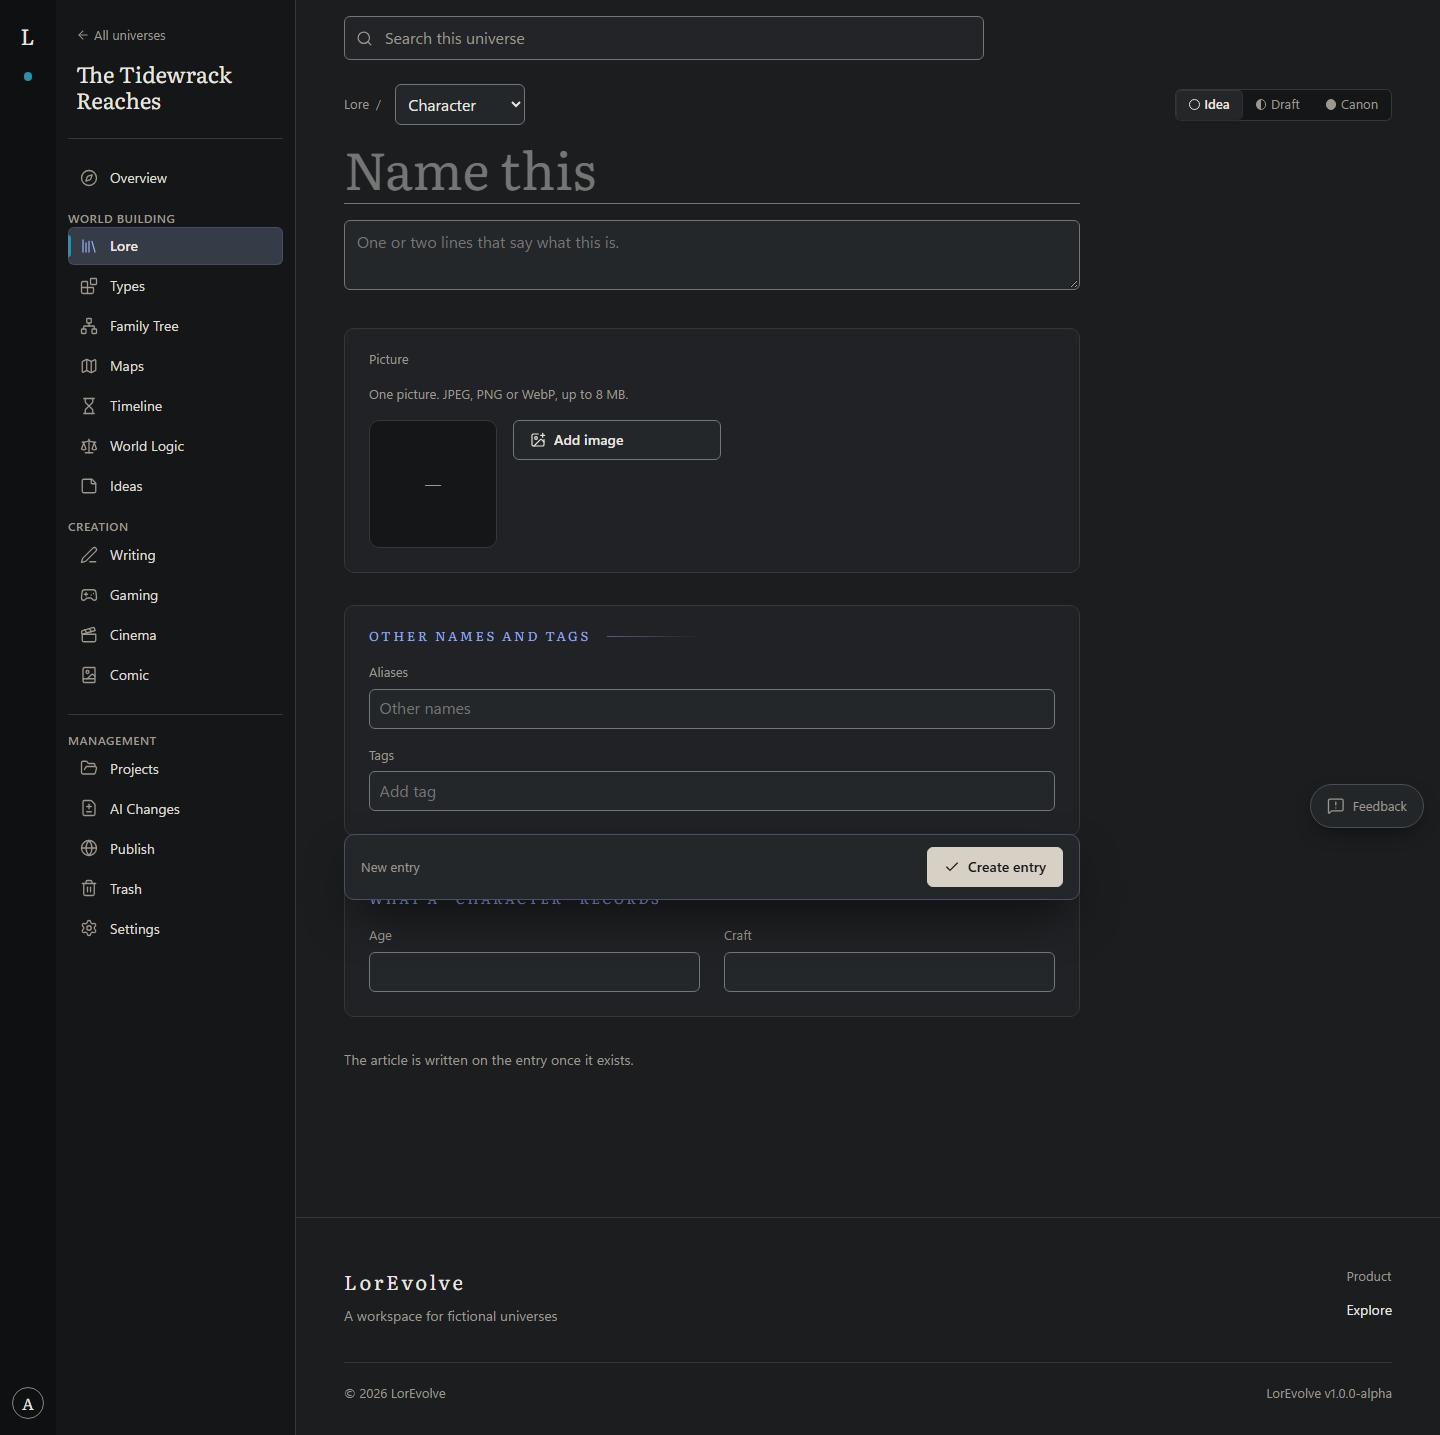 L
All universes
The Tidewrack
Reaches
Overview
WORLD BUILDING
Lore
Types
Family Tree
Maps
Timeline
World Logic
Ideas
CREATION
Writing
Gaming
Cinema
Comic
MANAGEMENT
Projects
AI Changes
Publish
Trash
Settings
A
Search this universe
Lore / Character
Idea Draft Canon
Name this
One or two lines that say what this is.
Picture
One picture. JPEG, PNG or WebP, up to 8 MB.
—
Add image
OTHER NAMES AND TAGS
Aliases
Other names
Tags
Add tag
Feedback
New entry
Create entry
WHAT A "CHARACTER" RECORDS
Age Craft
The article is written on the entry once it exists.
LorEvolve
A workspace for fictional universes
Product
Explore
© 2026 LorEvolve
LorEvolve v1.0.0-alpha